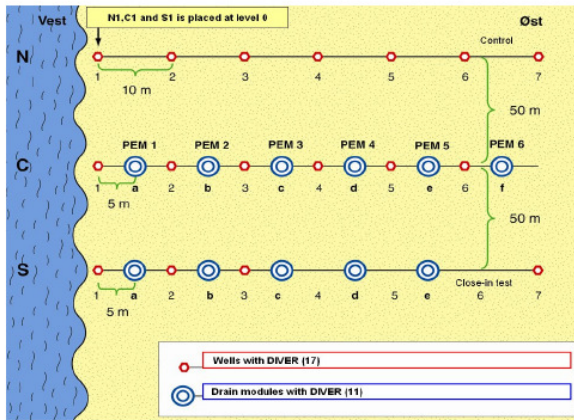 Vest
N1,C1 and S1 is placed at level 0
Øst
N
Control
1 2 3 4 5 6 7
10 m
50 m
PEM 1 PEM 2 PEM 3 PEM 4 PEM 5 PEM 6
C
1 a 2 b 3 c 4 d 5 e 6 f
5 m
50 m
S
Close-in test
1 a 2 b 3 c 4 d 5 e 6 7
5 m
Wells with DIVER (17)
Drain modules with DIVER (11)